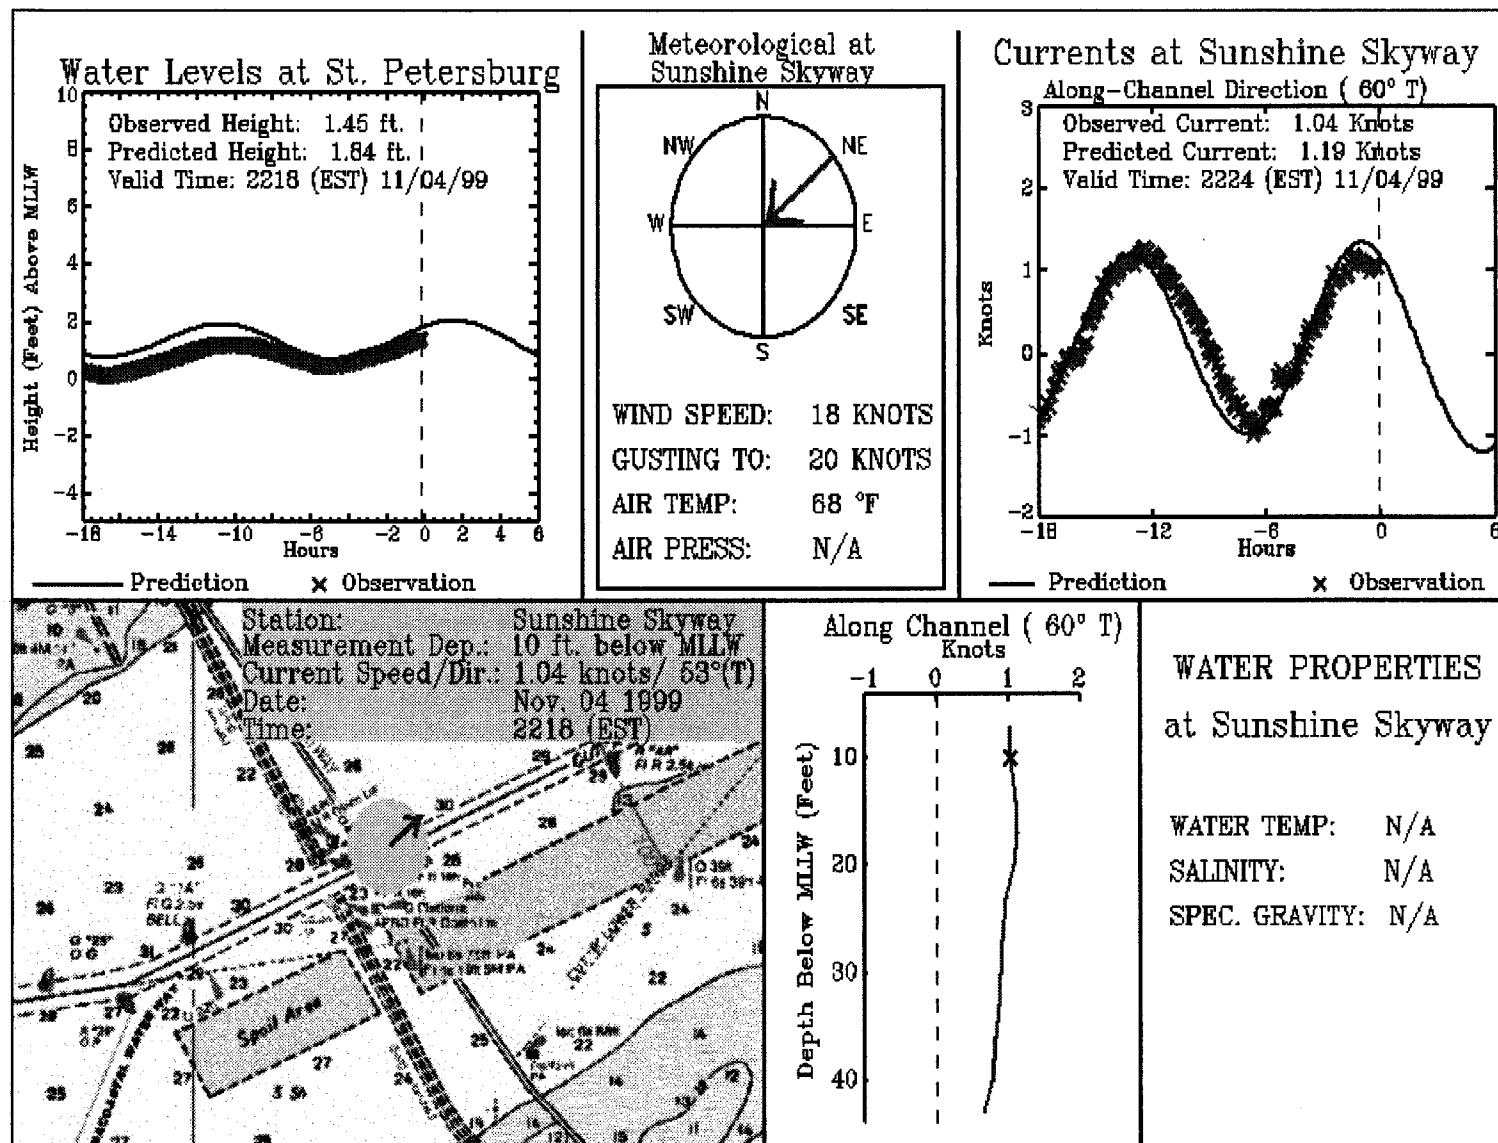 Water Levels at St. Petersburg
Observed Height: 1.45 ft.
Predicted Height: 1.84 ft.
Valid Time: 2218 (EST) 11/04/99
Height (Feet) Above MLLW
10
8
6
4
2
0
-2
-4
-18 -14 -10 -6 -2 0 2 4 6
Hours
Prediction × Observation
Meteorological at
Sunshine Skyway
N
NW NE
W E
SW SE
S
WIND SPEED: 18 KNOTS
GUSTING TO: 20 KNOTS
AIR TEMP: 68 °F
AIR PRESS: N/A
Currents at Sunshine Skyway
Along-Channel Direction ( 60° T)
Observed Current: 1.04 Knots
Predicted Current: 1.19 Knots
Valid Time: 2224 (EST) 11/04/99
Knots
3
2
1
0
-1
-2
-18 -12 -6 0 6
Hours
Prediction × Observation
Station: Sunshine Skyway
Measurement Dep.: 10 ft. below MLLW
Current Speed/Dir.: 1.04 knots/ 53°(T)
Date: Nov. 04 1999
Time: 2218 (EST)
Spoil Area
BELL
Along Channel ( 60° T)
Knots
-1 0 1 2
Depth Below MLLW (Feet)
10
20
30
40
WATER PROPERTIES
at Sunshine Skyway
WATER TEMP: N/A
SALINITY: N/A
SPEC. GRAVITY: N/A